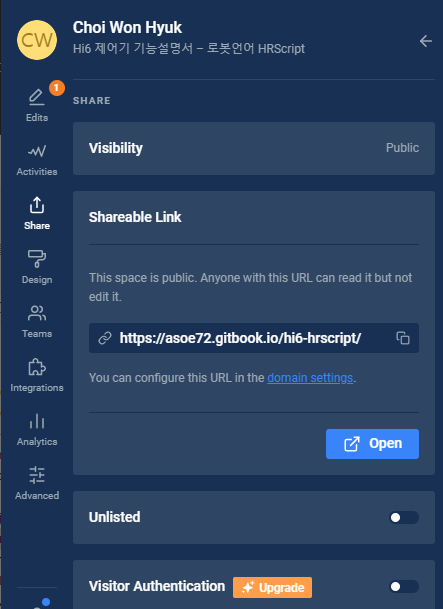 CW
Choi Won Hyuk
Hi6 제어기 기능설명서 – 로봇언어 HRScript
1
Edits
Activities
Share
Design
Teams
Integrations
Analytics
Advanced
SHARE
Visibility
Public
Shareable Link
This space is public. Anyone with this URL can read it but not
edit it.
https://asoe72.gitbook.io/hi6-hrscript/
You can configure this URL in the domain settings.
Open
Unlisted
Visitor Authentication
Upgrade